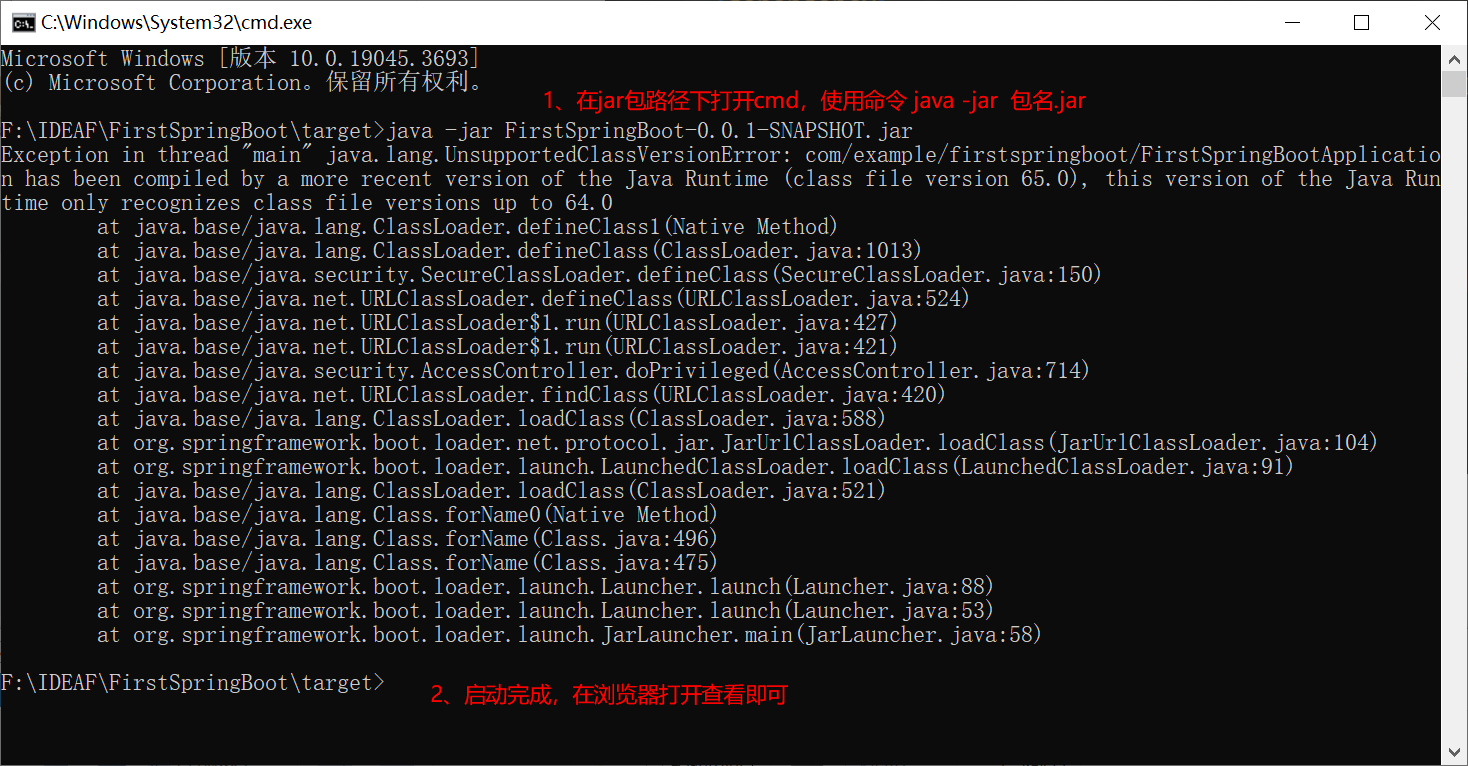 C:\Windows\System32\cmd.exe
Microsoft Windows [版本 10.0.19045.3693]
(c) Microsoft Corporation。保留所有权利。
1、在jar包路径下打开cmd，使用命令 java -jar 包名.jar
F:\IDEAF\FirstSpringBoot\target>java -jar FirstSpringBoot-0.0.1-SNAPSHOT.jar
Exception in thread "main" java.lang.UnsupportedClassVersionError: com/example/firstspringboot/FirstSpringBootApplicatio
n has been compiled by a more recent version of the Java Runtime (class file version 65.0), this version of the Java Run
time only recognizes class file versions up to 64.0
at java.base/java.lang.ClassLoader.defineClass1(Native Method)
at java.base/java.lang.ClassLoader.defineClass(ClassLoader.java:1013)
at java.base/java.security.SecureClassLoader.defineClass(SecureClassLoader.java:150)
at java.base/java.net.URLClassLoader.defineClass(URLClassLoader.java:524)
at java.base/java.net.URLClassLoader$1.run(URLClassLoader.java:427)
at java.base/java.net.URLClassLoader$1.run(URLClassLoader.java:421)
at java.base/java.security.AccessController.doPrivileged(AccessController.java:714)
at java.base/java.net.URLClassLoader.findClass(URLClassLoader.java:420)
at java.base/java.lang.ClassLoader.loadClass(ClassLoader.java:588)
at org.springframework.boot.loader.net.protocol.jar.JarUrlClassLoader.loadClass(JarUrlClassLoader.java:104)
at org.springframework.boot.loader.launch.LaunchedClassLoader.loadClass(LaunchedClassLoader.java:91)
at java.base/java.lang.ClassLoader.loadClass(ClassLoader.java:521)
at java.base/java.lang.Class.forName0(Native Method)
at java.base/java.lang.Class.forName(Class.java:496)
at java.base/java.lang.Class.forName(Class.java:475)
at org.springframework.boot.loader.launch.Launcher.launch(Launcher.java:88)
at org.springframework.boot.loader.launch.Launcher.launch(Launcher.java:53)
at org.springframework.boot.loader.launch.JarLauncher.main(JarLauncher.java:58)
F:\IDEAF\FirstSpringBoot\target>
2、启动完成，在浏览器打开查看即可